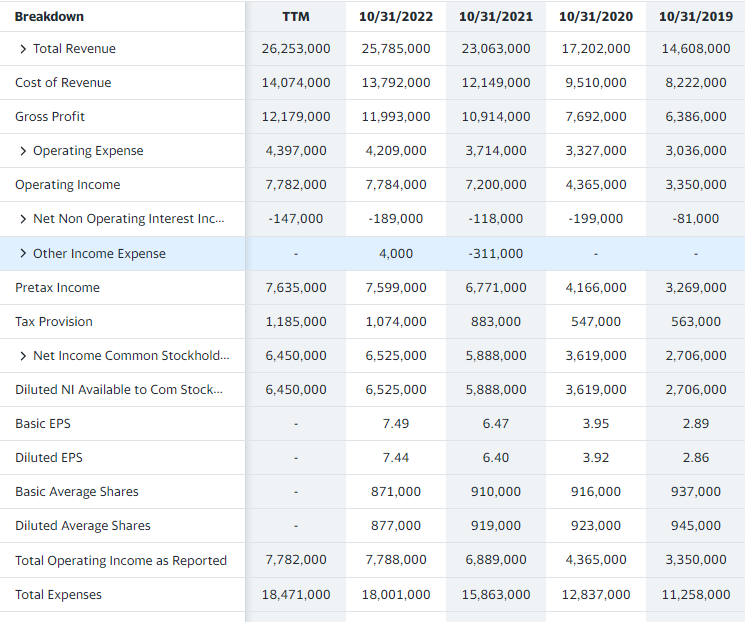 Breakdown TTM 10/31/2022 10/31/2021 10/31/2020 10/31/2019
Total Revenue 26,253,000 25,785,000 23,063,000 17,202,000 14,608,000
Cost of Revenue 14,074,000 13,792,000 12,149,000 9,510,000 8,222,000
Gross Profit 12,179,000 11,993,000 10,914,000 7,692,000 6,386,000
Operating Expense 4,397,000 4,209,000 3,714,000 3,327,000 3,036,000
Operating Income 7,782,000 7,784,000 7,200,000 4,365,000 3,350,000
Net Non Operating Interest Inc... -147,000 -189,000 -118,000 -199,000 -81,000
Other Income Expense - 4,000 -311,000 - -
Pretax Income 7,635,000 7,599,000 6,771,000 4,166,000 3,269,000
Tax Provision 1,185,000 1,074,000 883,000 547,000 563,000
Net Income Common Stockhold... 6,450,000 6,525,000 5,888,000 3,619,000 2,706,000
Diluted NI Available to Com Stock... 6,450,000 6,525,000 5,888,000 3,619,000 2,706,000
Basic EPS - 7.49 6.47 3.95 2.89
Diluted EPS - 7.44 6.40 3.92 2.86
Basic Average Shares - 871,000 910,000 916,000 937,000
Diluted Average Shares - 877,000 919,000 923,000 945,000
Total Operating Income as Reported 7,782,000 7,788,000 6,889,000 4,365,000 3,350,000
Total Expenses 18,471,000 18,001,000 15,863,000 12,837,000 11,258,000